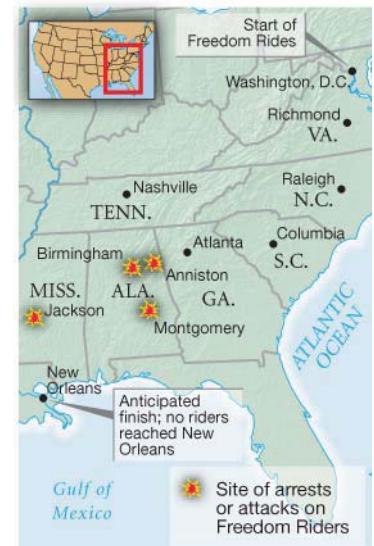 Start of
Freedom Rides
Washington, D.C.
Richmond
VA.
Nashville
TENN.
Raleigh
N.C.
Columbia
S.C.
Atlanta
GA.
Birmingham
Anniston
ALA.
MISS.
Jackson
Montgomery
ATLANTIC
OCEAN
New
Orleans
Anticipated
finish; no riders
reached New
Orleans
Gulf of
Mexico
Site of arrests
or attacks on
Freedom Riders